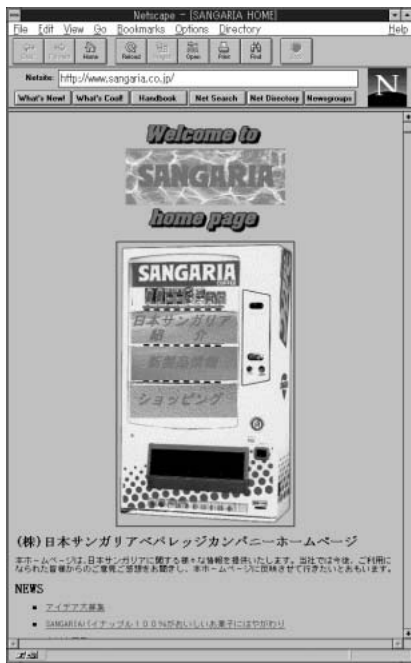 Netscape - [SANGARIA HOME]
File Edit View Go Bookmarks Options Directory Help
Home Reload Open Print Find
Netsite: http://www.sangaria.co.jp/
What's New! What's Cool! Handbook Net Search Net Directory Newsgroups
N
Welcome to
SANGARIA
home page
SANGARIA
日本サンガリア
紹 介
新製品情報
ショッピング
(株)日本サンガリアベバレッジカンパニーホームページ
本ホームページは、日本サンガリアに関する様々な情報を提供いたします。当社では今後、ご利用に
なられた皆様からのご意見ご感想をお聞きし、本ホームページに反映させて行きたいとおもいます。
NEWS
アイデア大募集
SANGARIAパイナップル100%がおいしいお菓子にはやがわり